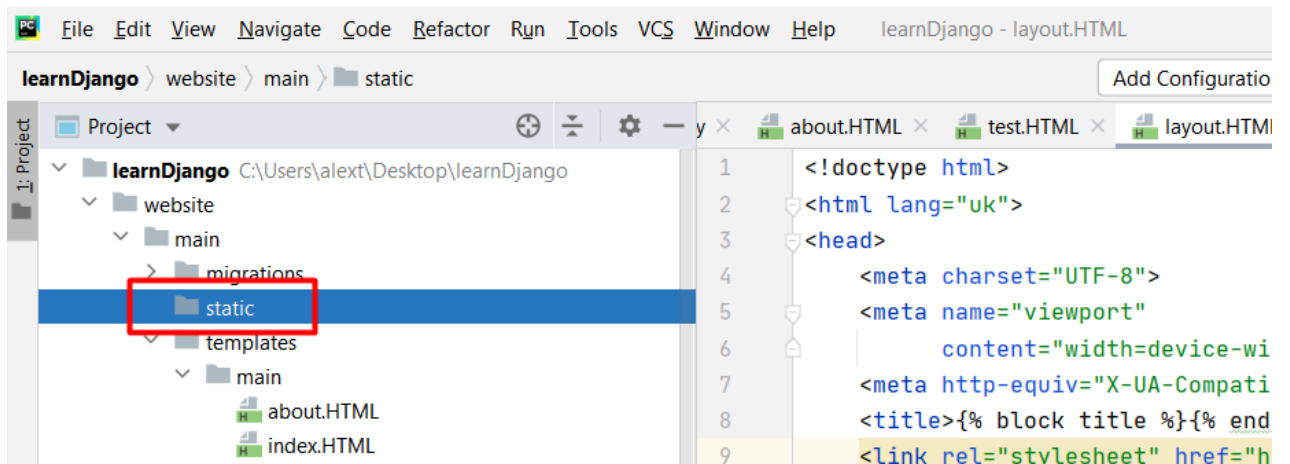 PC File Edit View Navigate Code Refactor Run Tools VCS Window Help learnDjango - layout.HTML
learnDjango website main static Add Configuratio
1: Project
Project
y about.HTML test.HTML layout.HTM
learnDjango C:\Users\alext\Desktop\learnDjango
website
main
migrations
static
templates
main
about.HTML
index.HTML
1 <!doctype html>
2 <html lang="uk">
3 <head>
4 <meta charset="UTF-8">
5 <meta name="viewport"
6 content="width=device-wi
7 <meta http-equiv="X-UA-Compati
8 <title>{% block title %}{% end
9 <link rel="stylesheet" href="h